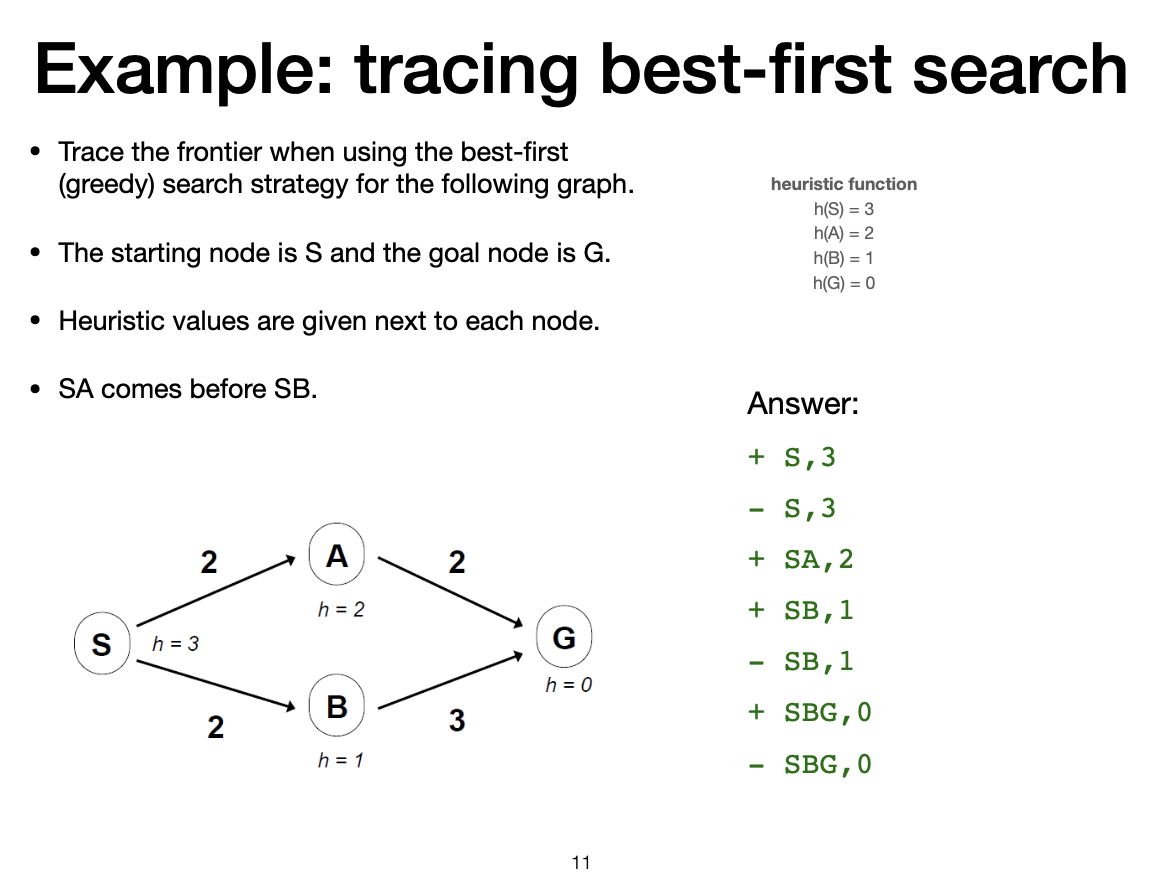 Example: tracing best-first search
• Trace the frontier when using the best-first
(greedy) search strategy for the following graph.
• The starting node is S and the goal node is G.
• Heuristic values are given next to each node.
• SA comes before SB.
heuristic function
h(S) = 3
h(A) = 2
h(B) = 1
h(G) = 0
Answer:
+ S,3
- S,3
+ SA,2
+ SB,1
- SB,1
+ SBG,0
- SBG,0
2
A
2
h = 2
S
h = 3
G
h = 0
2
B
3
h = 1
11